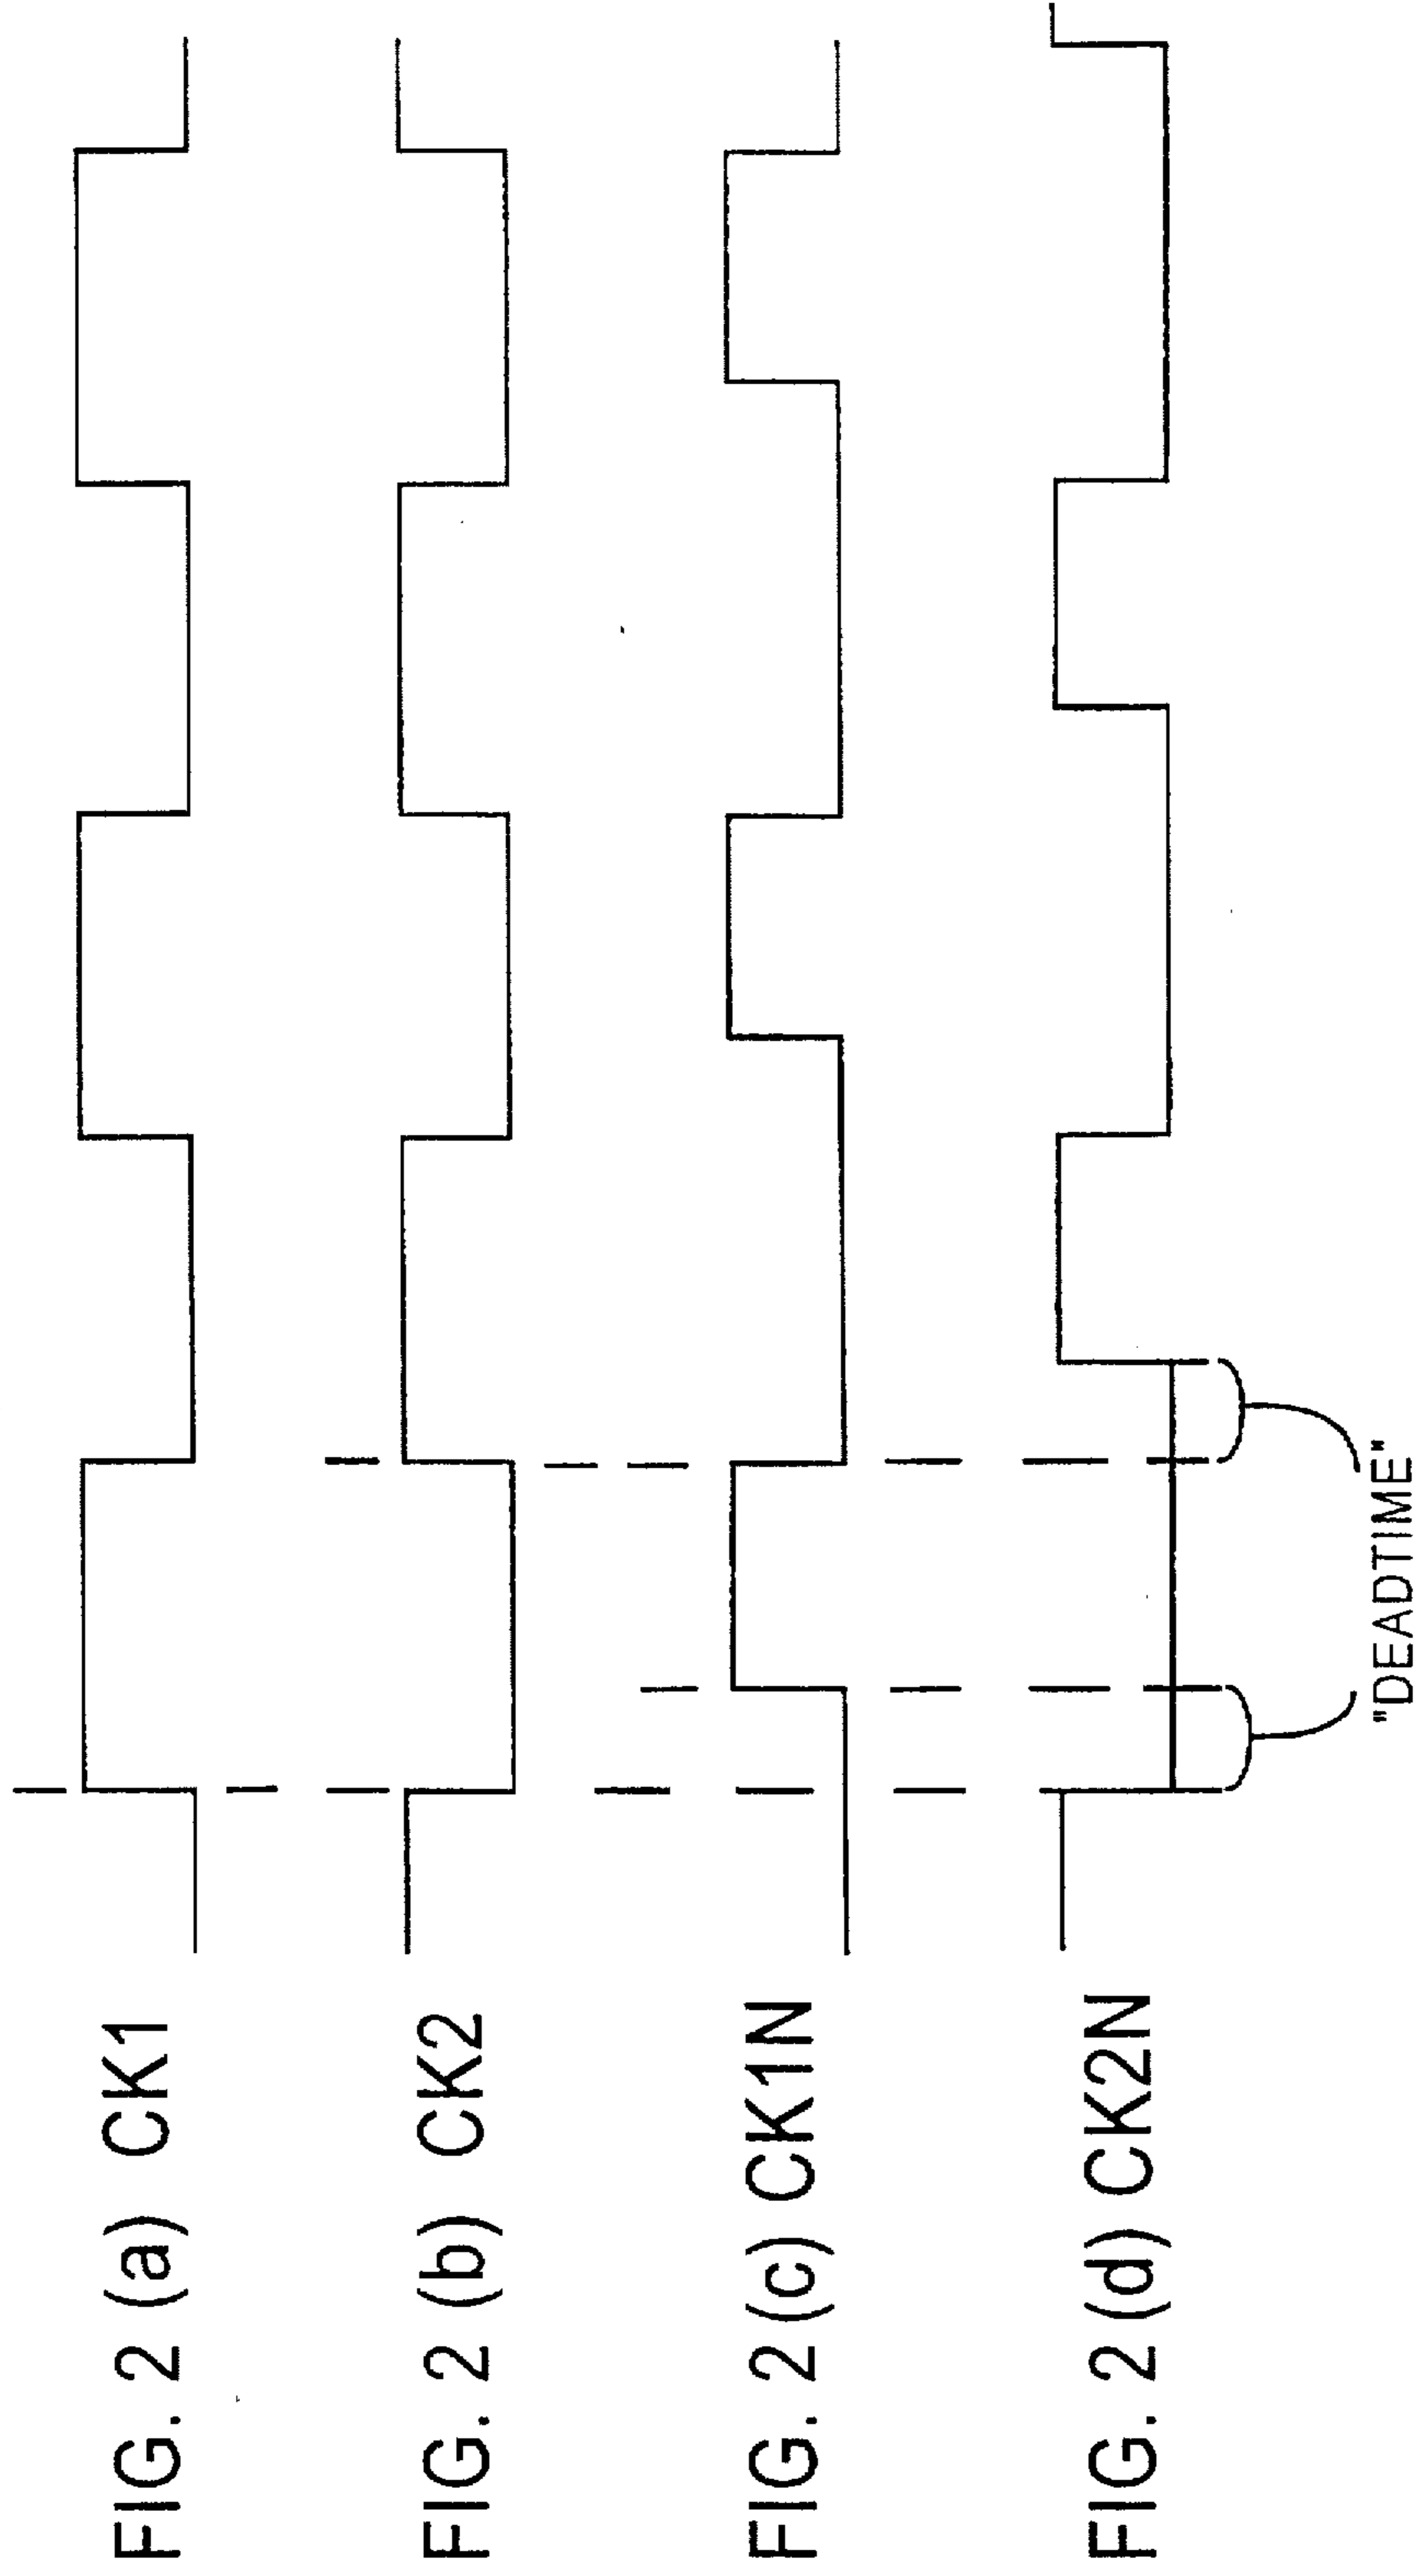 FIG. 2 (a) CK1
FIG. 2 (b) CK2
FIG. 2 (c) CK1N
FIG. 2 (d) CK2N
"DEADTIME"